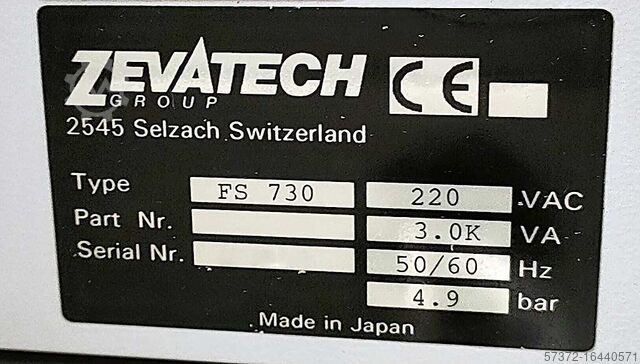 ZEVATECH
GROUP
CE
2545 Selzach Switzerland
Type FS 730 220 VAC
Part Nr. 3.0K VA
Serial Nr. 50/60 Hz
4.9 bar
Made in Japan
57372-16440571